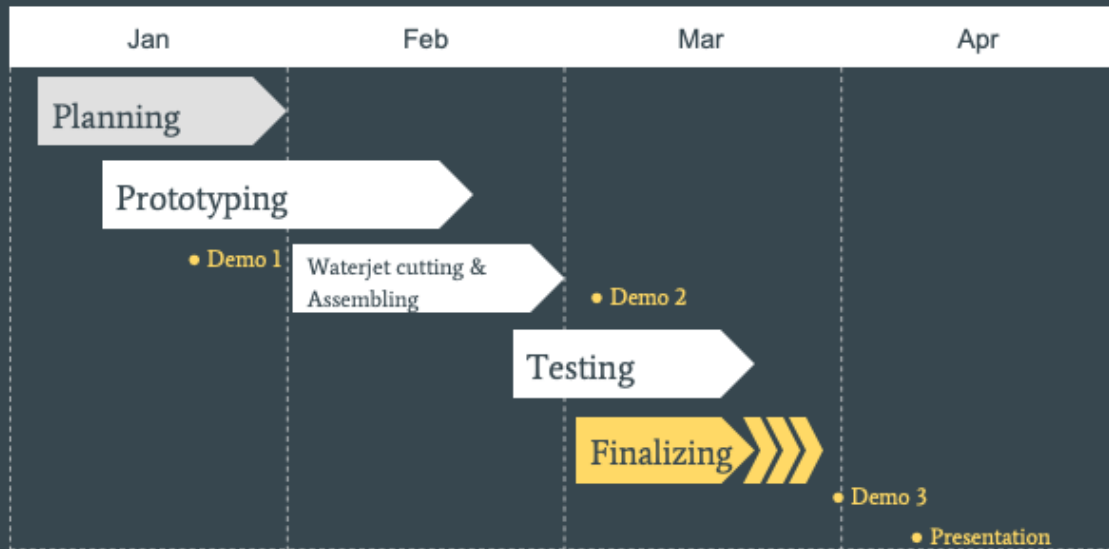 Jan Feb Mar Apr
Planning
Prototyping
• Demo 1
Waterjet cutting &
Assembling
• Demo 2
Testing
Finalizing
• Demo 3
• Presentation